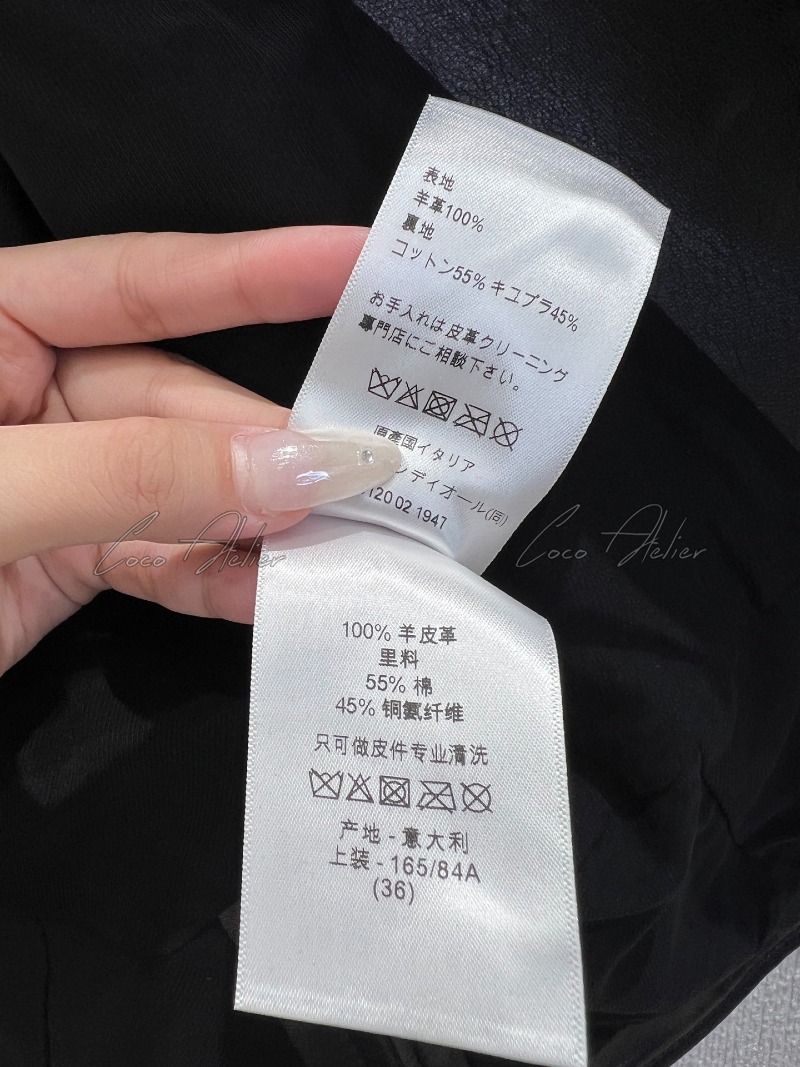 表地
羊革100%
裏地
コットン55% キユプラ45%
お手入れは皮革クリーニング
專門店にご相談下さい。
原產国イタリア
ンディオール(同)
120 02 1947
Coco Atelier
Coco Atelier
100% 羊皮革
里料
55% 棉
45% 铜氨纤维
只可做皮件专业清洗
产地 - 意大利
上装 - 165/84A
(36)